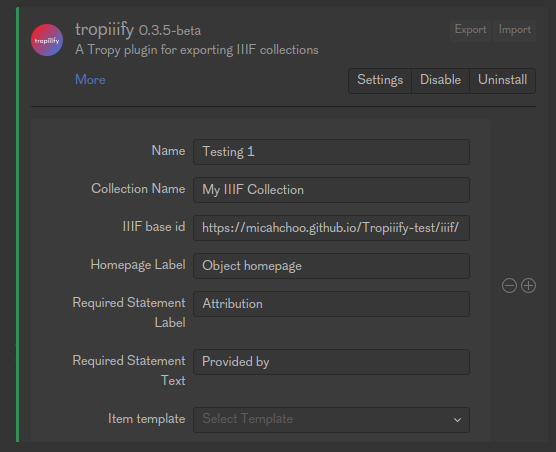 tropiiify
tropiiify 0.3.5-beta
Export Import
A Tropy plugin for exporting IIIF collections
More
Settings Disable Uninstall
Name Testing 1
Collection Name My IIIF Collection
IIIF base id https://micahchoo.github.io/Tropiiify-test/iiif/
Homepage Label Object homepage
Required Statement Label Attribution
Required Statement Text Provided by
Item template Select Template